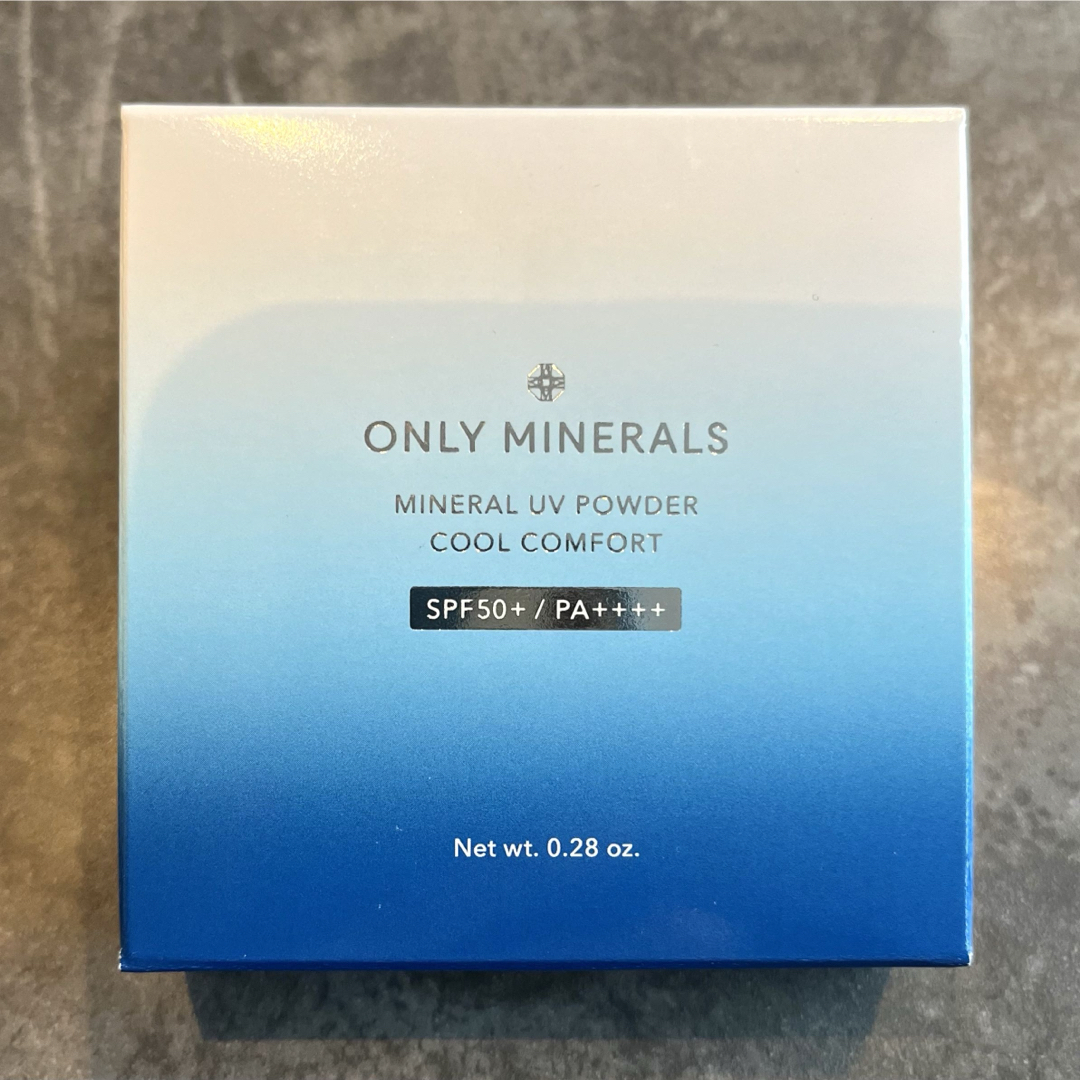 ONLY MINERALS
MINERAL UV POWDER
COOL COMFORT
SPF50+ / PA++++
Net wt. 0.28 oz.